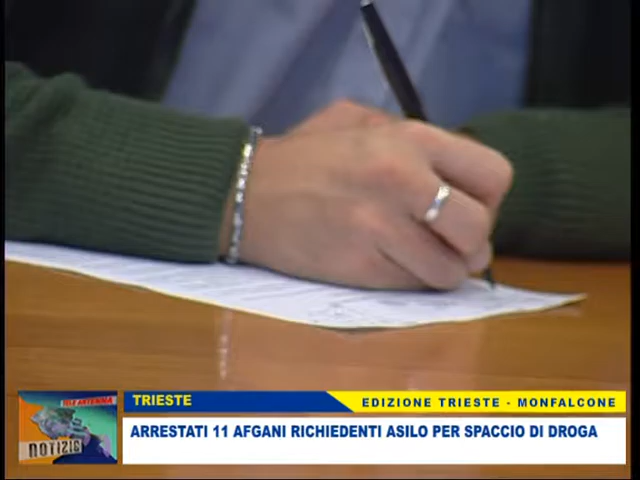 TRIESTE
EDIZIONE TRIESTE - MONFALCONE
TELE ANTENNA
NOTIZIE
ARRESTATI 11 AFGANI RICHIEDENTI ASILO PER SPACCIO DI DROGA